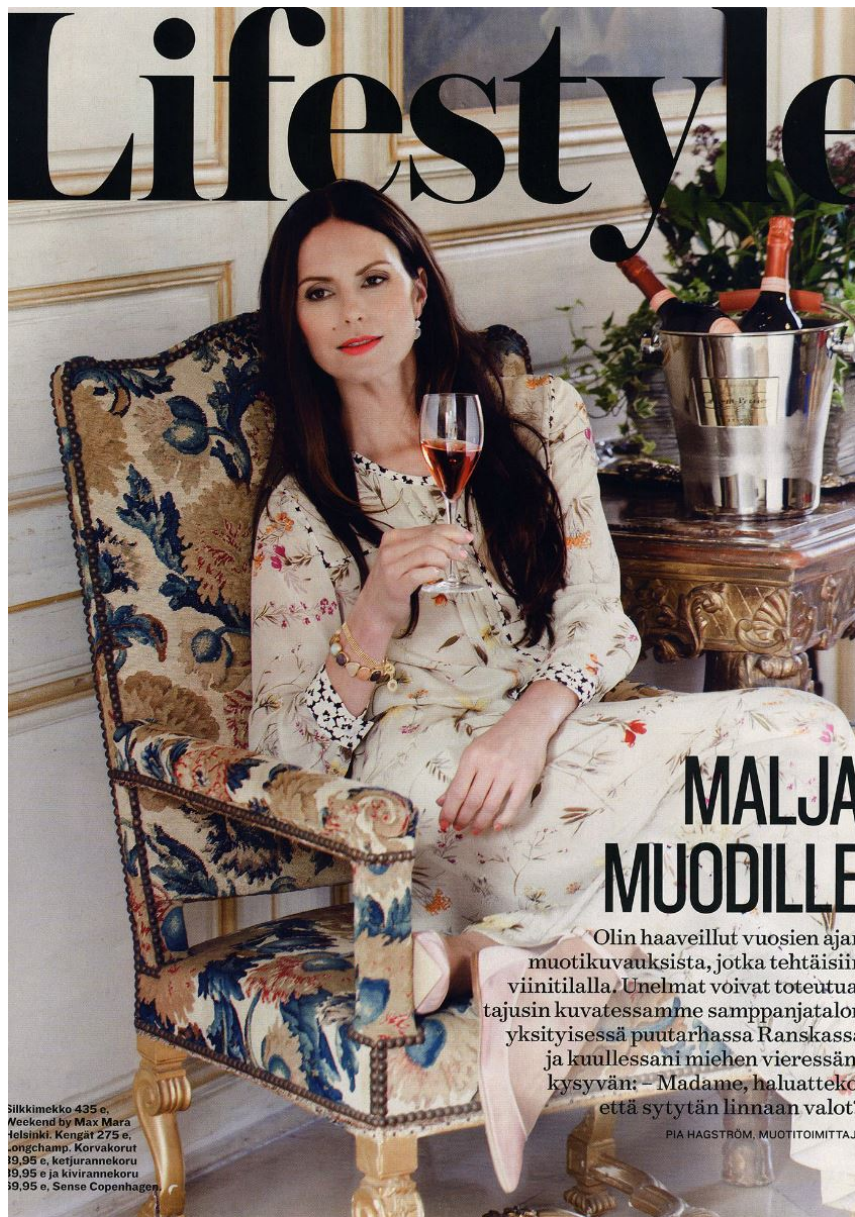 Lifestyle
MALJA
MUODILLE
Olin haaveillut vuosien ajan
muotikuvauksista, jotka tehtäisiin
viinitilalla. Unelmat voivat toteutua,
tajusin kuvatessamme samppanjatalon
yksityisessä puutarhassa Ranskassa
ja kuullessani miehen vieressäni
kysyvän: – Madame, haluatteko
että sytytän linnaan valot?
PIA HAGSTRÖM, MUOTITOIMITTAJA
Silkkimekko 435 e,
Weekend by Max Mara
Helsinki. Kengät 275 e,
Longchamp. Korvakorut
e, ketjurannekoru
e ja kivirannekoru
e, Sense Copenhagen.